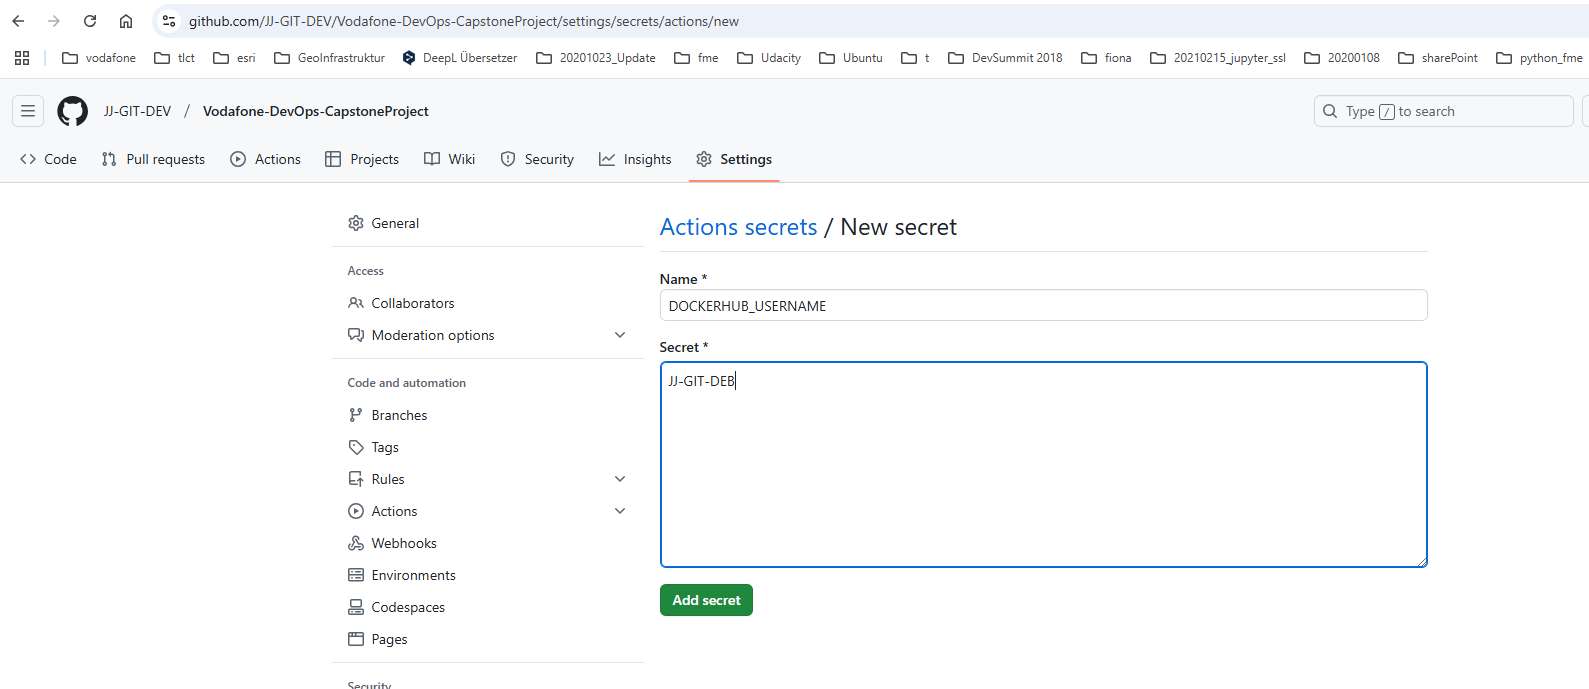 github.com/JJ-GIT-DEV/Vodafone-DevOps-CapstoneProject/settings/secrets/actions/new
vodafone tlct esri GeoInfrastruktur DeepL Übersetzer 20201023_Update fme Udacity Ubuntu t DevSummit 2018 fiona 20210215_jupyter_ssl 20200108 sharePoint python_fme
JJ-GIT-DEV / Vodafone-DevOps-CapstoneProject
Type / to search
Code Pull requests Actions Projects Wiki Security Insights Settings
General
Access
Collaborators
Moderation options
Code and automation
Branches
Tags
Rules
Actions
Webhooks
Environments
Codespaces
Pages
Security
Actions secrets / New secret
Name *
DOCKERHUB_USERNAME
Secret *
JJ-GIT-DEB
Add secret